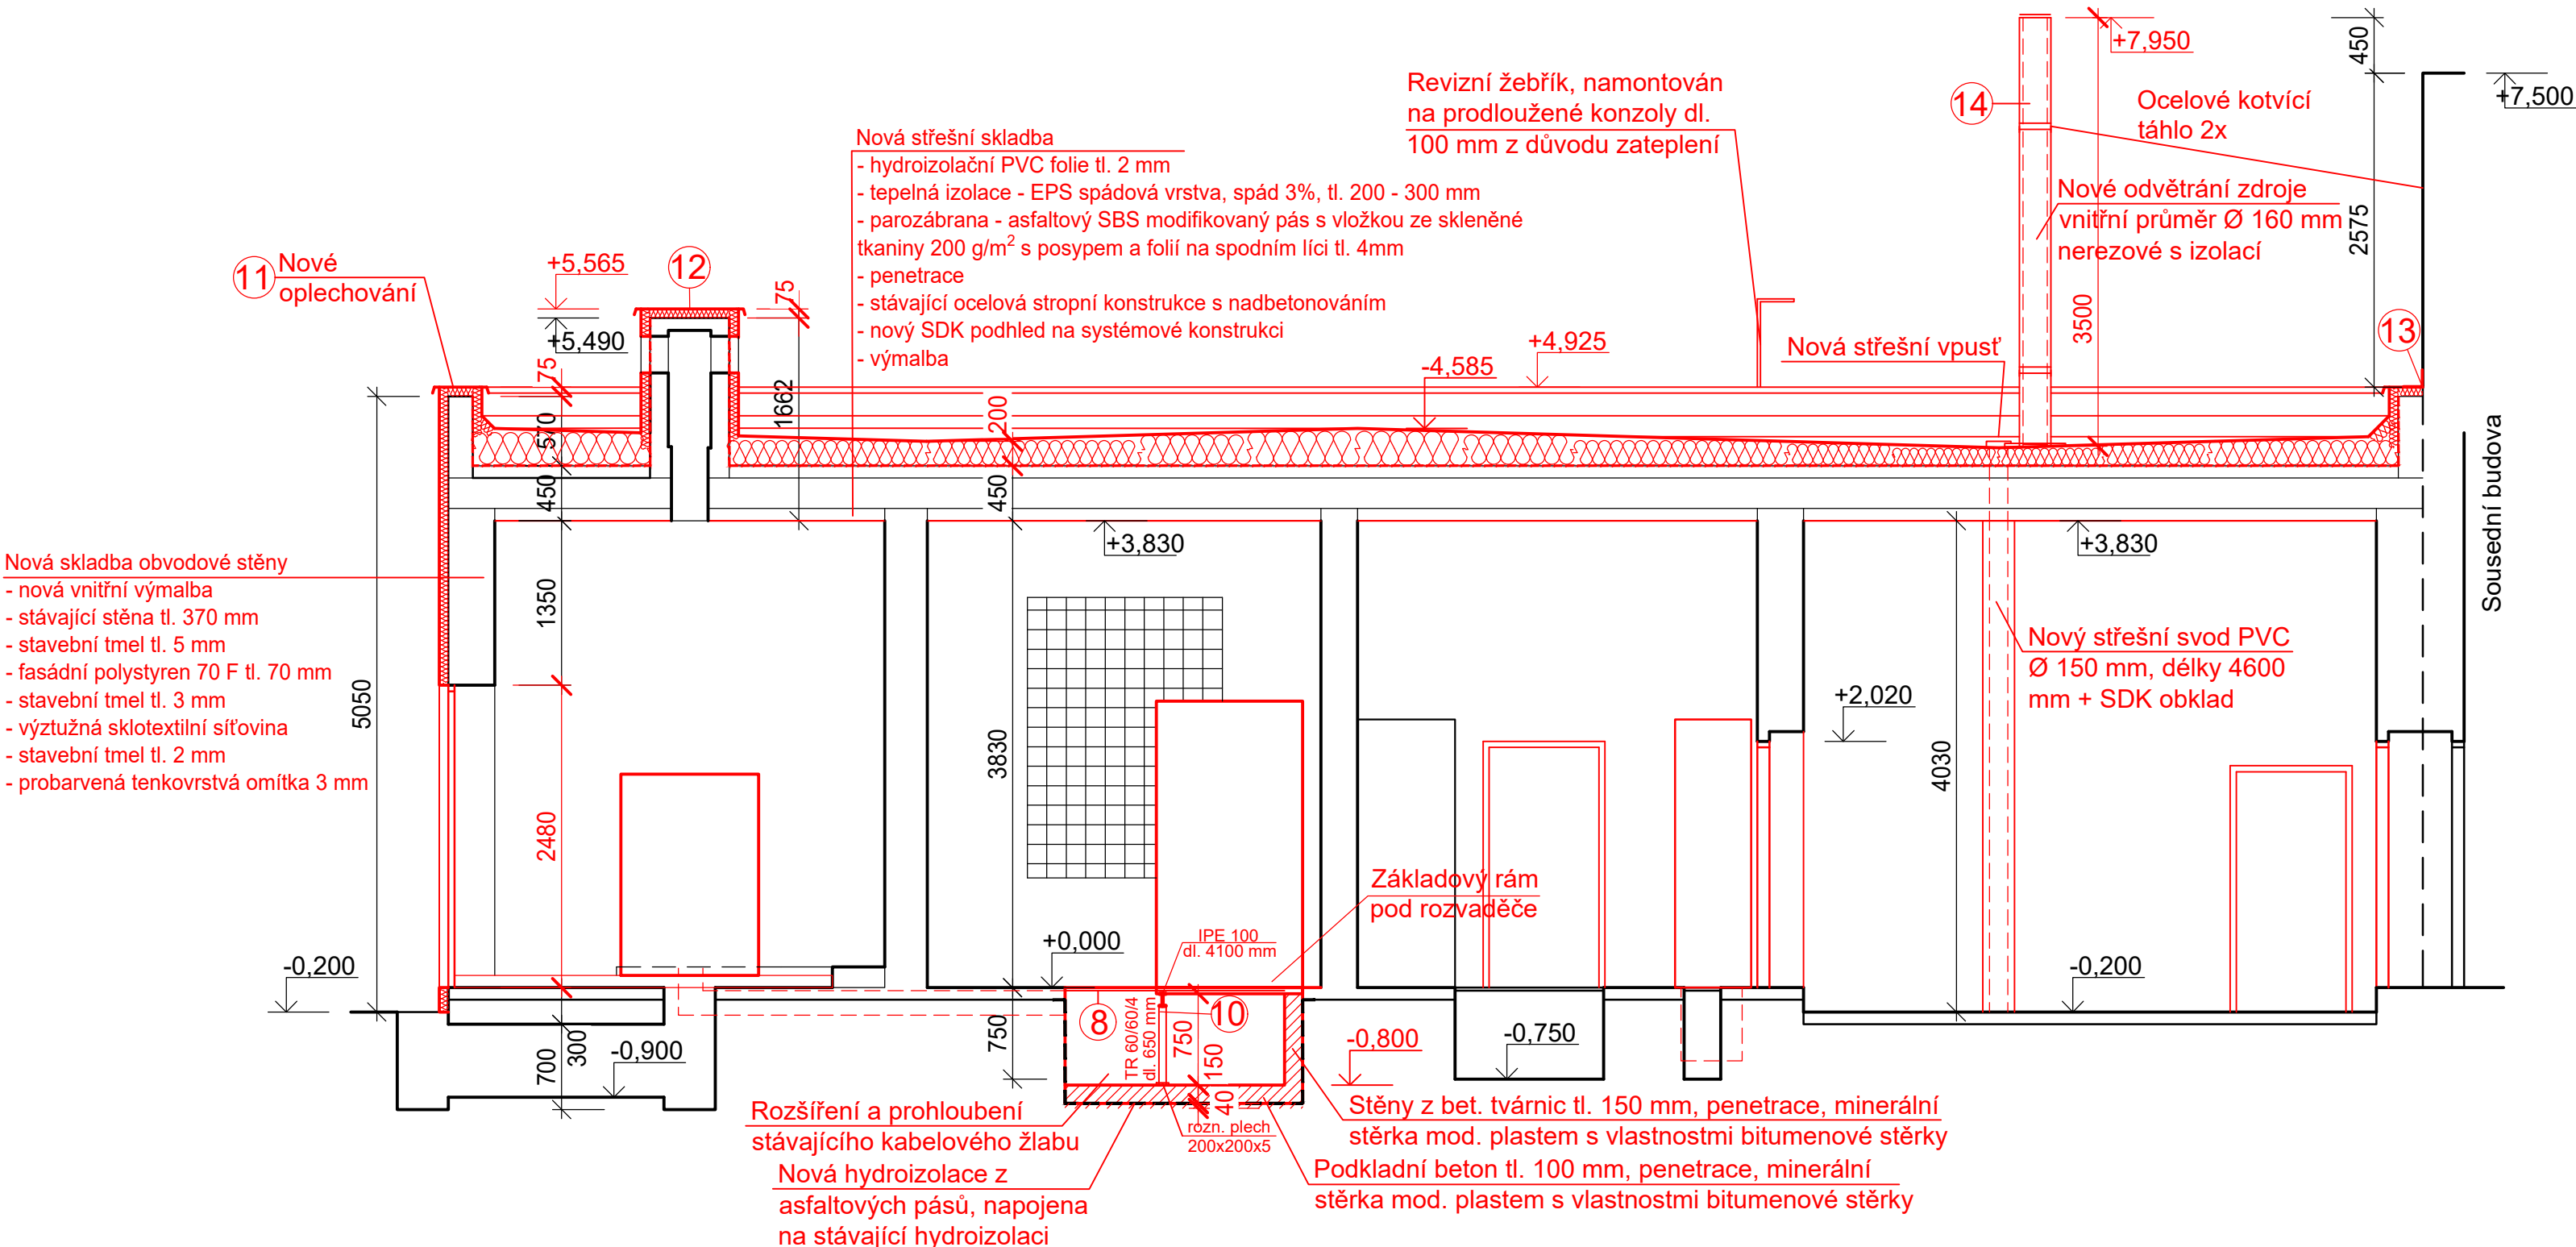 +7,950
450
+7,500
Revizní žebřík, namontován
na prodloužené konzoly dl.
100 mm z důvodu zateplení
14
Ocelové kotvící
táhlo 2x
Nová střešní skladba
- hydroizolační PVC folie tl. 2 mm
- tepelná izolace - EPS spádová vrstva, spád 3%, tl. 200 - 300 mm
- parozábrana - asfaltový SBS modifikovaný pás s vložkou ze skleněné
tkaniny 200 g/m² s posypem a folií na spodním líci tl. 4mm
- penetrace
- stávající ocelová stropní konstrukce s nadbetonováním
- nový SDK podhled na systémové konstrukci
- výmalba
Nové odvětrání zdroje
vnitřní průměr Ø 160 mm
nerezové s izolací
2575
3500
11
Nové
oplechování
+5,565
12
75
+5,490
75
1662
570
450
200
450
-4,585
+4,925
Nová střešní vpusť
13
Sousední budova
+3,830
+3,830
Nová skladba obvodové stěny
- nová vnitřní výmalba
- stávající stěna tl. 370 mm
- stavební tmel tl. 5 mm
- fasádní polystyren 70 F tl. 70 mm
- stavební tmel tl. 3 mm
- výztužná sklotextilní síťovina
- stavební tmel tl. 2 mm
- probarvená tenkovrstvá omítka 3 mm
5050
1350
2480
3830
4030
Nový střešní svod PVC
Ø 150 mm, délky 4600
mm + SDK obklad
+2,020
Základový rám
pod rozvaděče
IPE 100
dl. 4100 mm
+0,000
-0,200
-0,200
8
10
TR 60/60/4
dl. 650 mm
750
150
40
750
-0,800
-0,750
300
700
-0,900
Rozšíření a prohloubení
stávajícího kabelového žlabu
rozn. plech
200x200x5
Stěny z bet. tvárnic tl. 150 mm, penetrace, minerální
stěrka mod. plastem s vlastnostmi bitumenové stěrky
Nová hydroizolace z
asfaltových pásů, napojena
na stávající hydroizolaci
Podkladní beton tl. 100 mm, penetrace, minerální
stěrka mod. plastem s vlastnostmi bitumenové stěrky